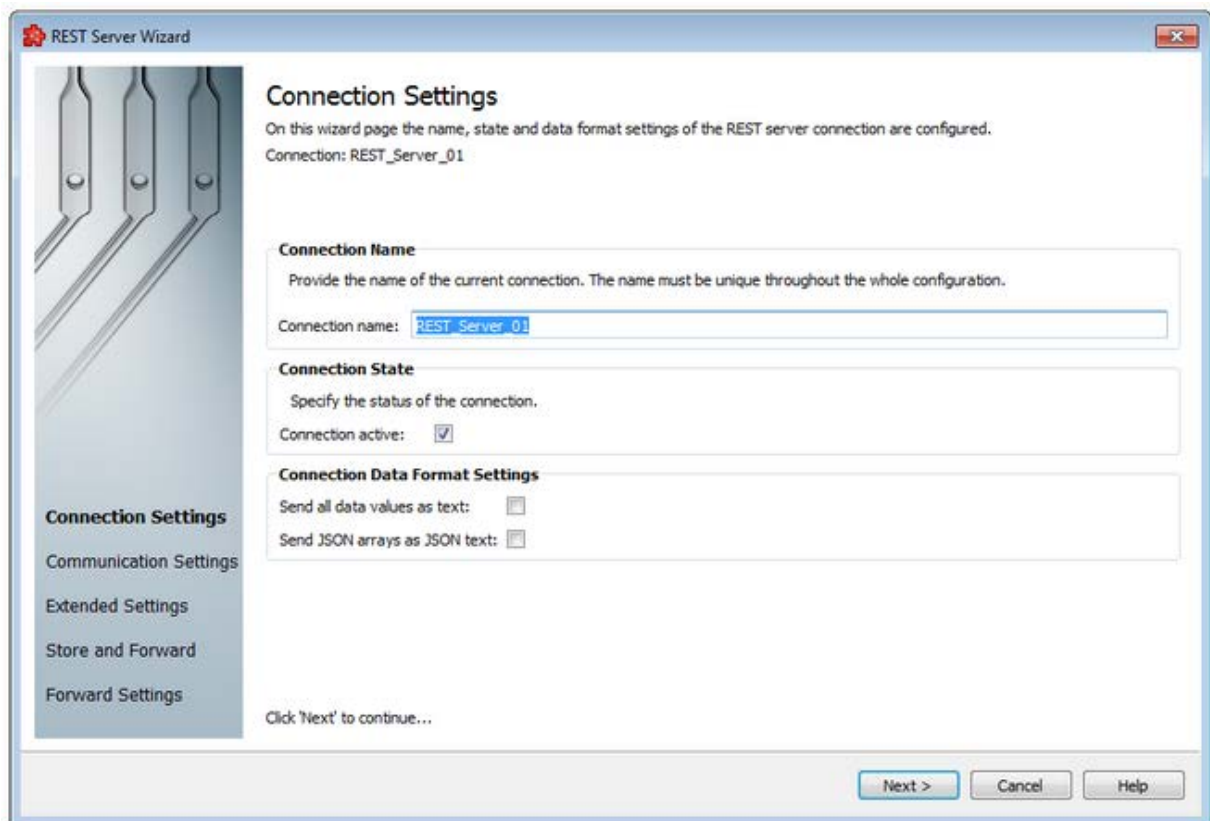 REST Server Wizard
Connection Settings
On this wizard page the name, state and data format settings of the REST server connection are configured.
Connection: REST_Server_01
Connection Name
Provide the name of the current connection. The name must be unique throughout the whole configuration.
Connection name: REST_Server_01
Connection State
Specify the status of the connection.
Connection active:
Connection Data Format Settings
Send all data values as text:
Send JSON arrays as JSON text:
Connection Settings
Communication Settings
Extended Settings
Store and Forward
Forward Settings
Click 'Next' to continue...
Next >
Cancel
Help